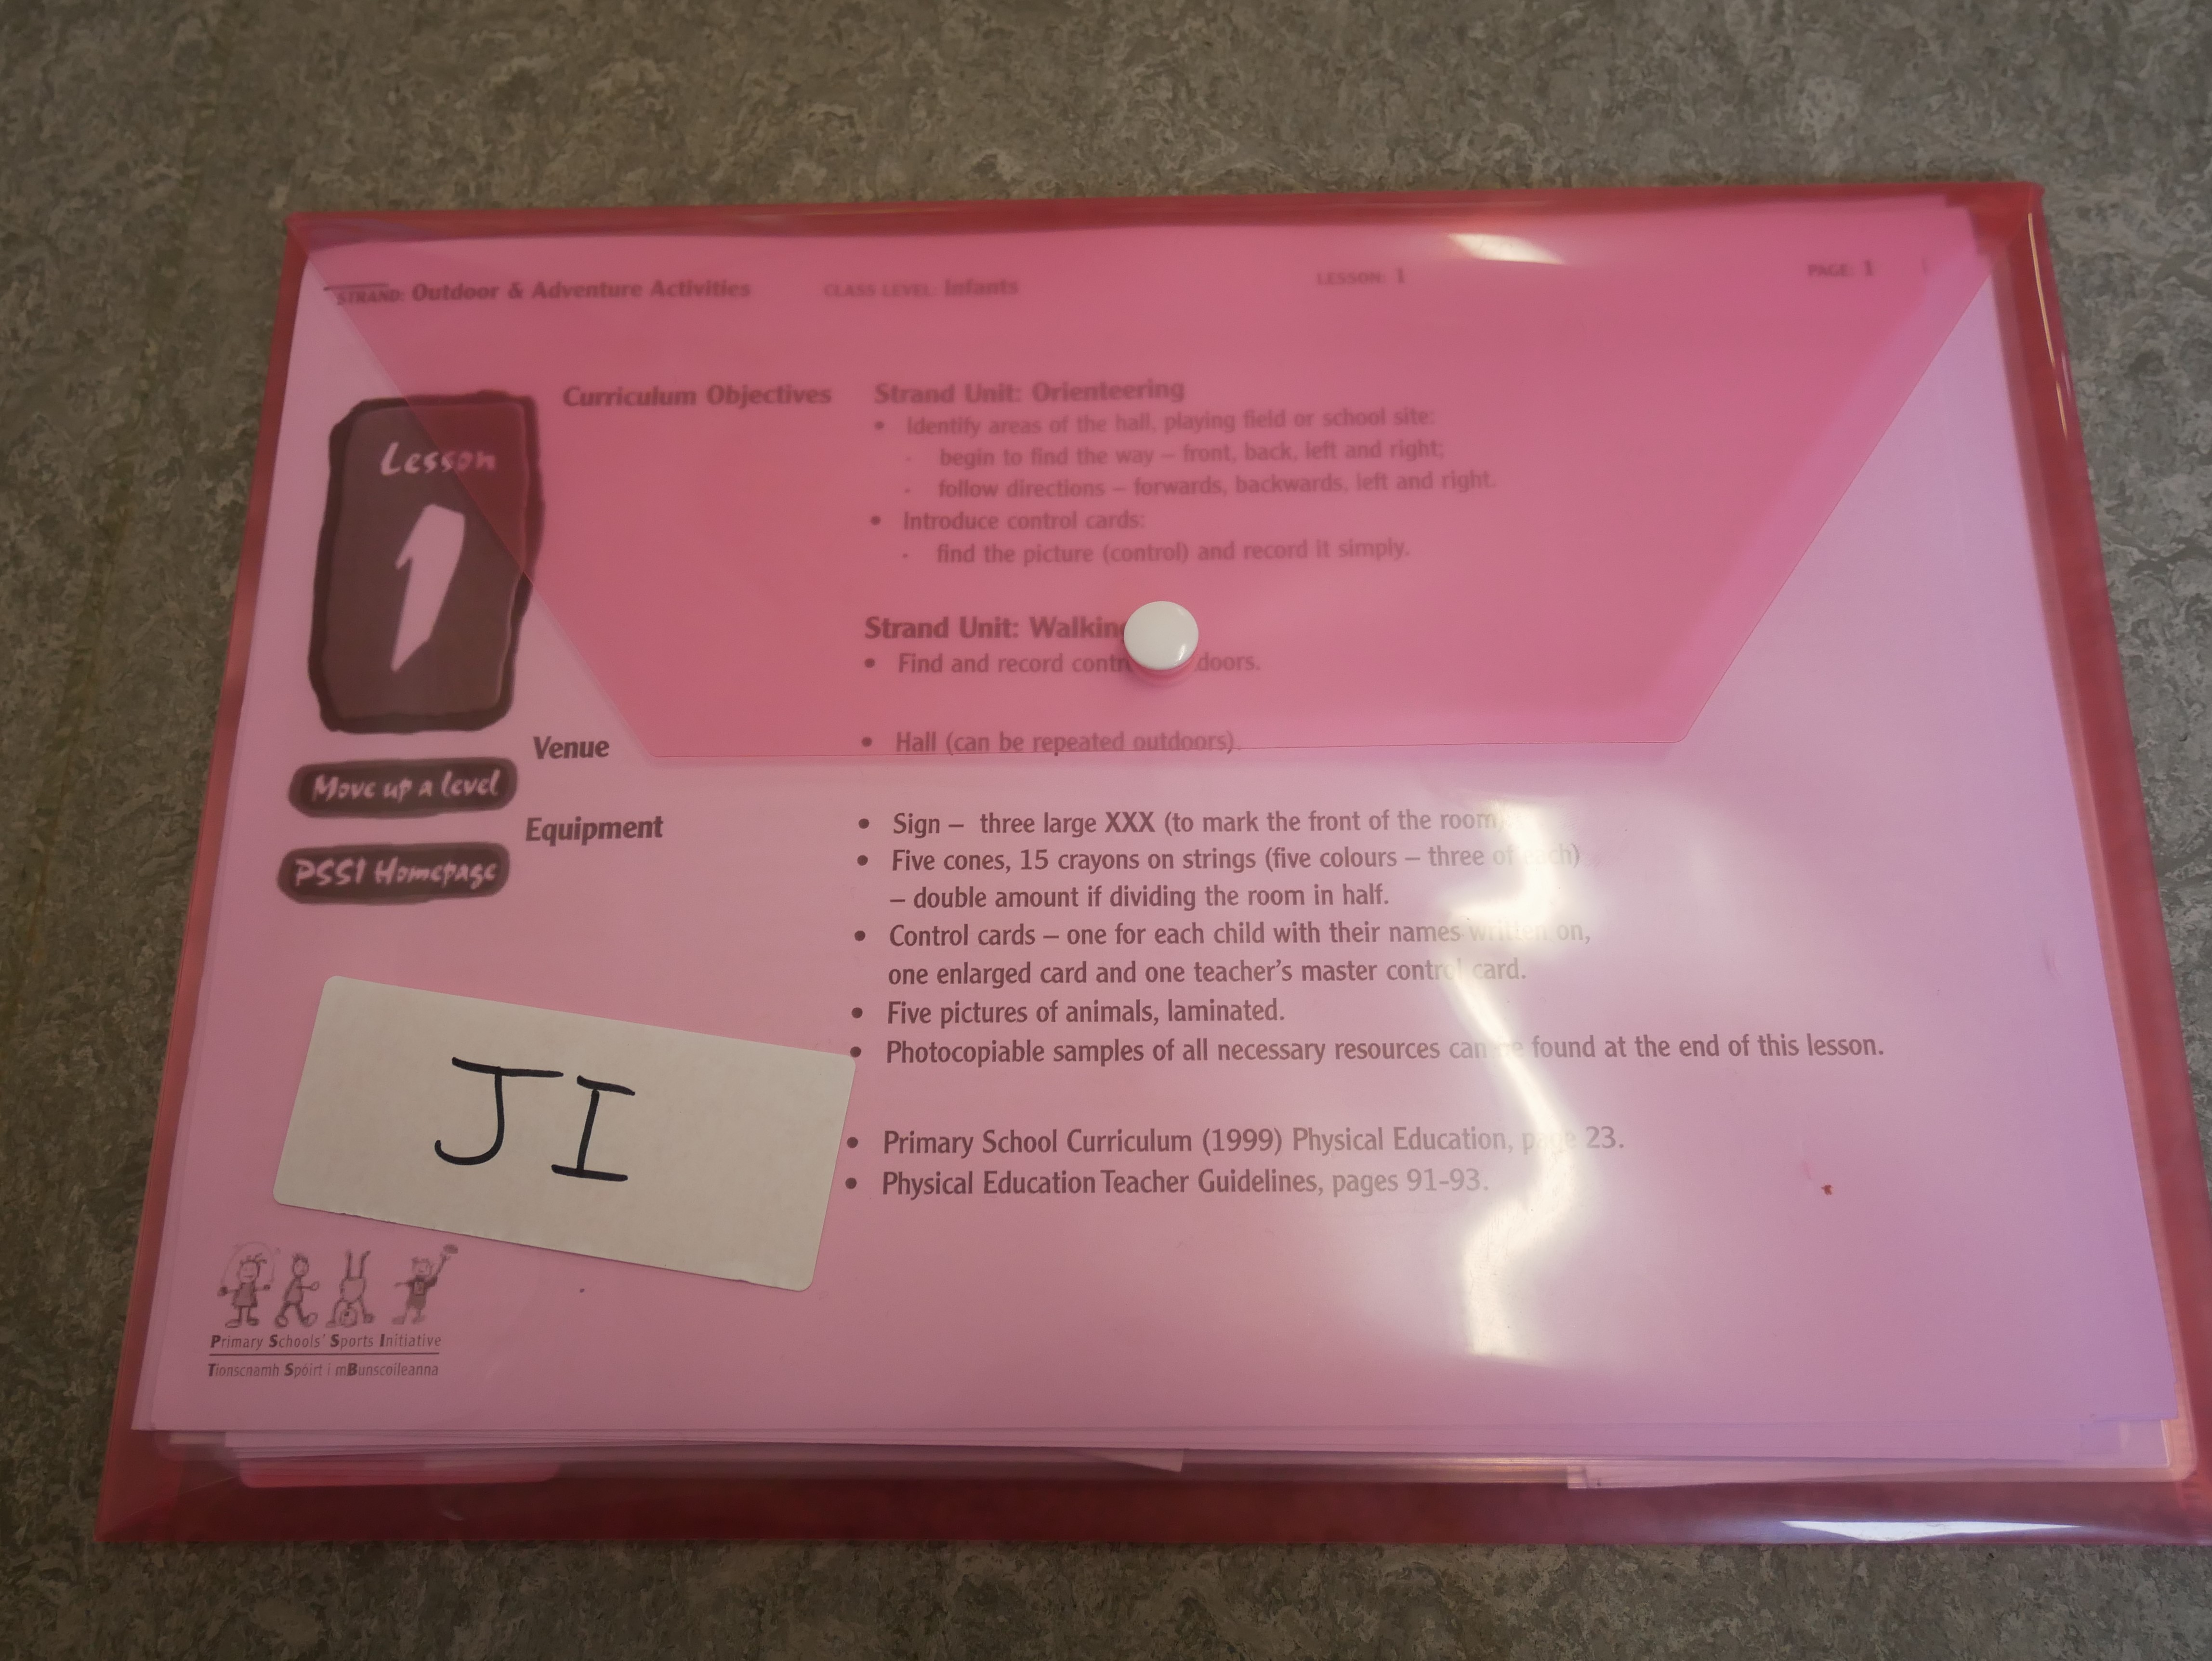 STRAND: Outdoor & Adventure Activities CLASS LEVEL: Infants LESSON: 1 PAGE: 1
Lesson
1
Curriculum Objectives
Strand Unit: Orienteering
• Identify areas of the hall, playing field or school site:
- begin to find the way – front, back, left and right;
- follow directions – forwards, backwards, left and right.
• Introduce control cards:
- find the picture (control) and record it simply.
Strand Unit: Walking
• Find and record doors.
Venue
• Hall (can be repeated outdoors).
Move up a level
PSSI Homepage
Equipment
• Sign – three large XXX (to mark the front of the room)
• Five cones, 15 crayons on strings (five colours – three of each)
– double amount if dividing the room in half.
• Control cards – one for each child with their names written on,
one enlarged card and one teacher's master control card.
• Five pictures of animals, laminated.
• Photocopiable samples of all necessary resources can be found at the end of this lesson.
JI
• Primary School Curriculum (1999) Physical Education, page 23.
• Physical Education Teacher Guidelines, pages 91-93.
Primary Schools' Sports Initiative
Tionscnamh Spóirt i mBunscoileanna